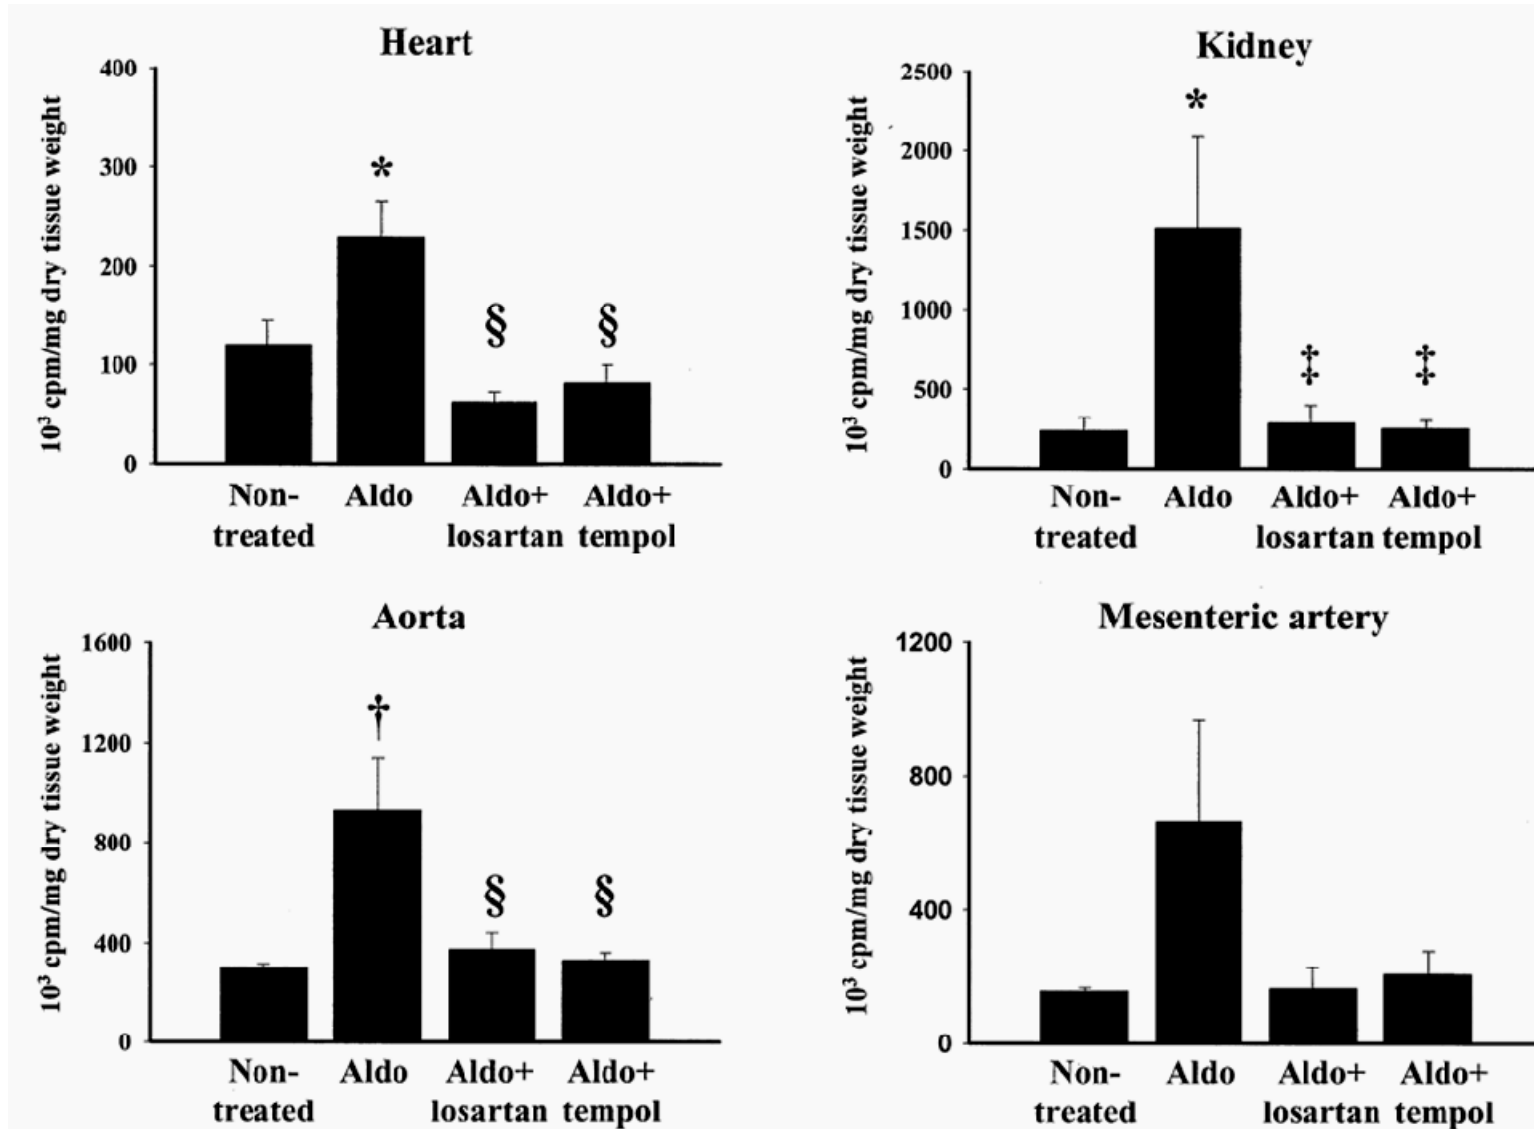 Heart
10³ cpm/mg dry tissue weight
400
300
200
100
0
*
§ §
Non-treated Aldo Aldo+ Aldo+
losartan tempol
Kidney
10³ cpm/mg dry tissue weight
2500
2000
1500
1000
500
0
*
‡ ‡
Non- Aldo Aldo+ Aldo+
treated losartan tempol
Aorta
10³ cpm/mg dry tissue weight
1600
1200
800
400
0
†
§ §
Non- Aldo Aldo+ Aldo+
treated losartan tempol
Mesenteric artery
10³ cpm/mg dry tissue weight
1200
800
400
0
Non- Aldo Aldo+ Aldo+
treated losartan tempol